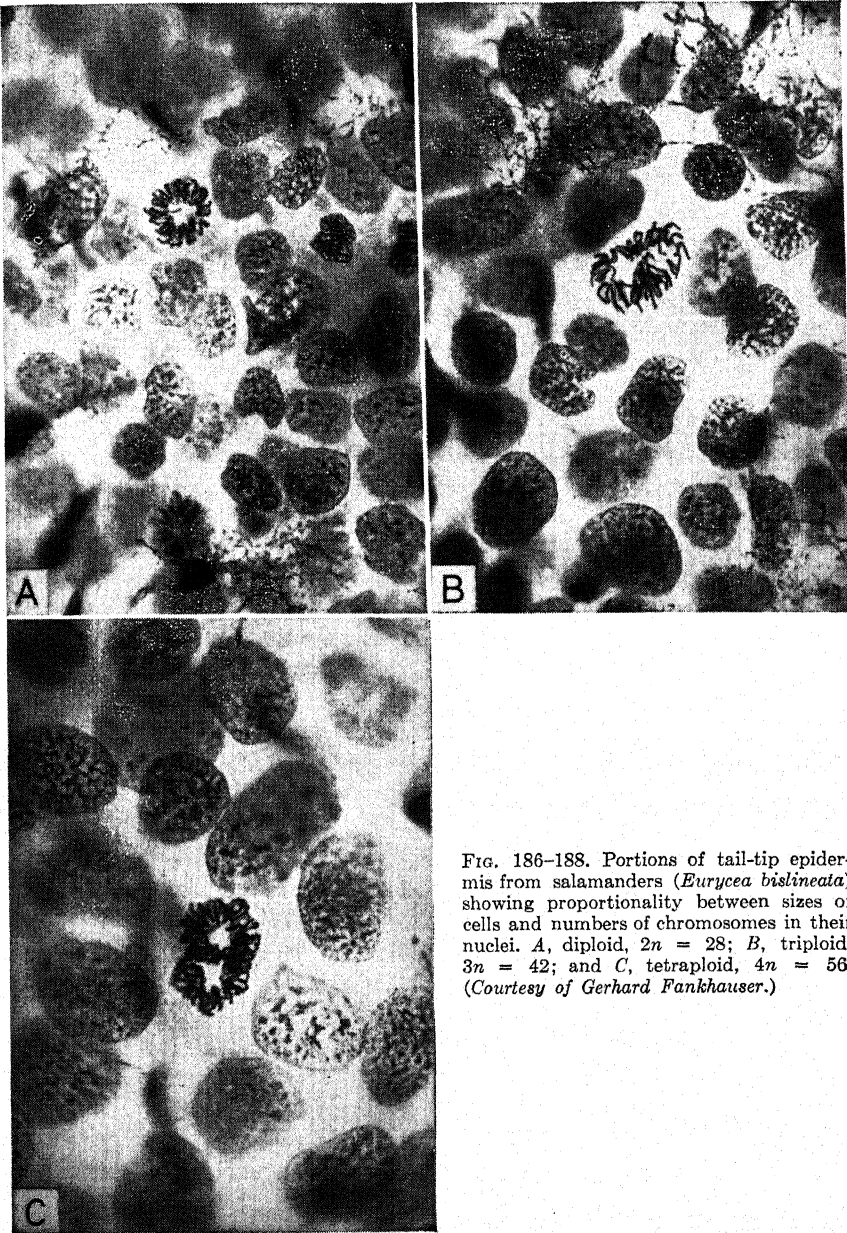 A
B
C
FIG. 186–188. Portions of tail-tip epider-
mis from salamanders (Eurycea bislineata)
showing proportionality between sizes o
cells and numbers of chromosomes in thei
nuclei. A, diploid, 2n = 28; B, triploid
3n = 42; and C, tetraploid, 4n = 56
(Courtesy of Gerhard Fankhauser.)